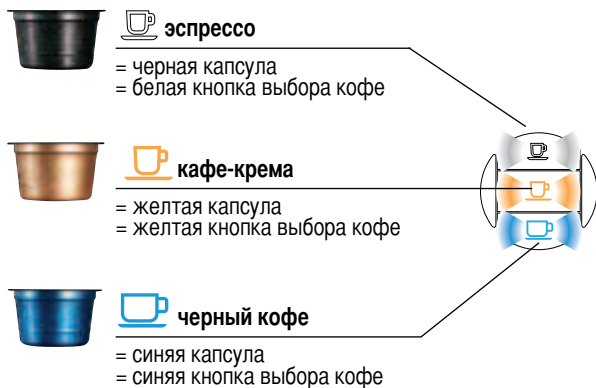 эспрессо
= черная капсула
= белая кнопка выбора кофе
кафе-крема
= желтая капсула
= желтая кнопка выбора кофе
черный кофе
= синяя капсула
= синяя кнопка выбора кофе